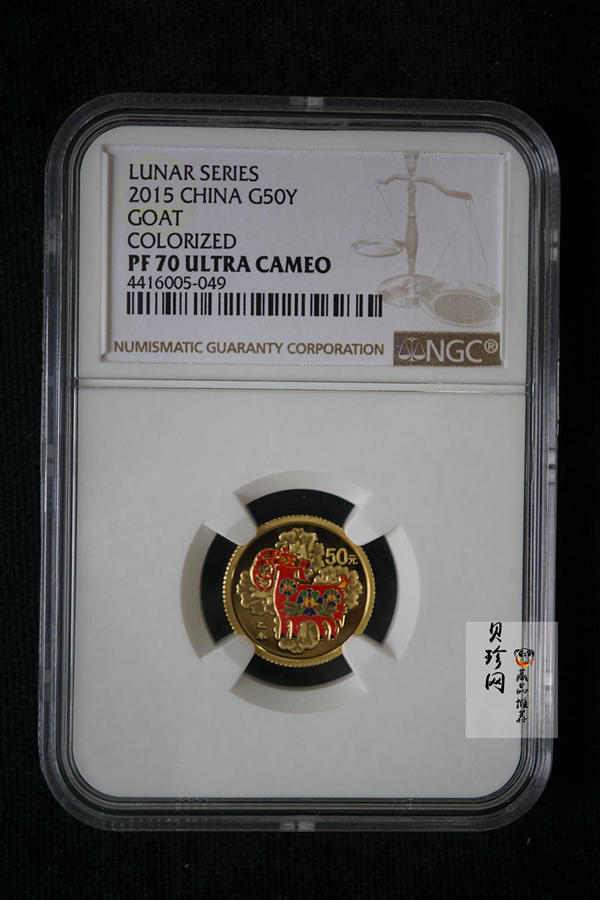 LUNAR SERIES
2015 CHINA G50Y
GOAT
COLORIZED
PF 70 ULTRA CAMEO
4416005-049
NUMISMATIC GUARANTY CORPORATION
NGC®
50元
乙未
贝珍网
藏品推荐